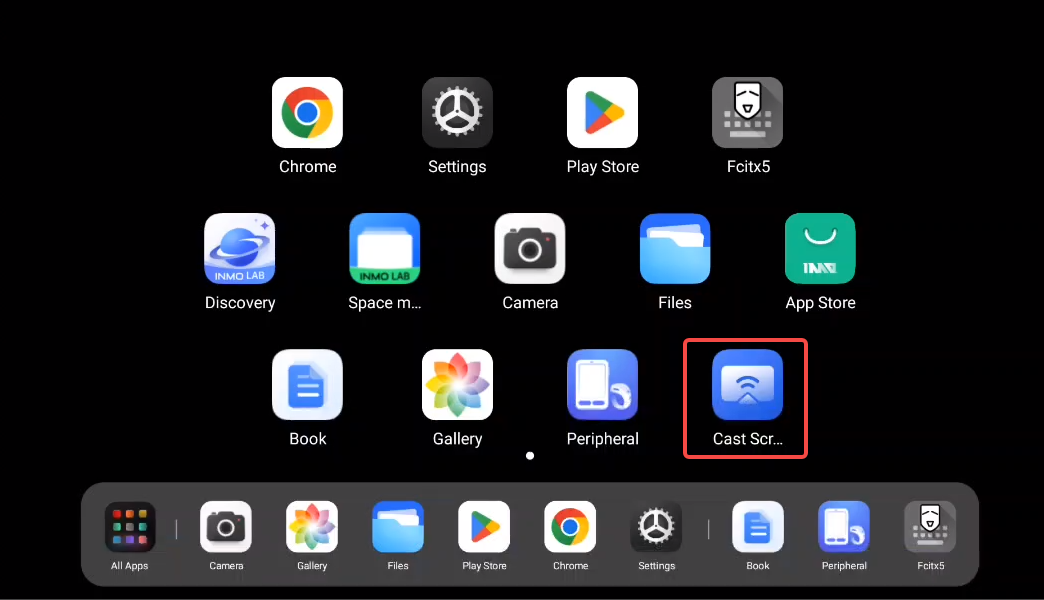 Chrome
Settings
Play Store
Fcitx5
INMO LAB
INMO LAB
INMO
Discovery
Space m...
Camera
Files
App Store
Book
Gallery
Peripheral
Cast Scr...
All Apps
Camera
Gallery
Files
Play Store
Chrome
Settings
Book
Peripheral
Fcitx5